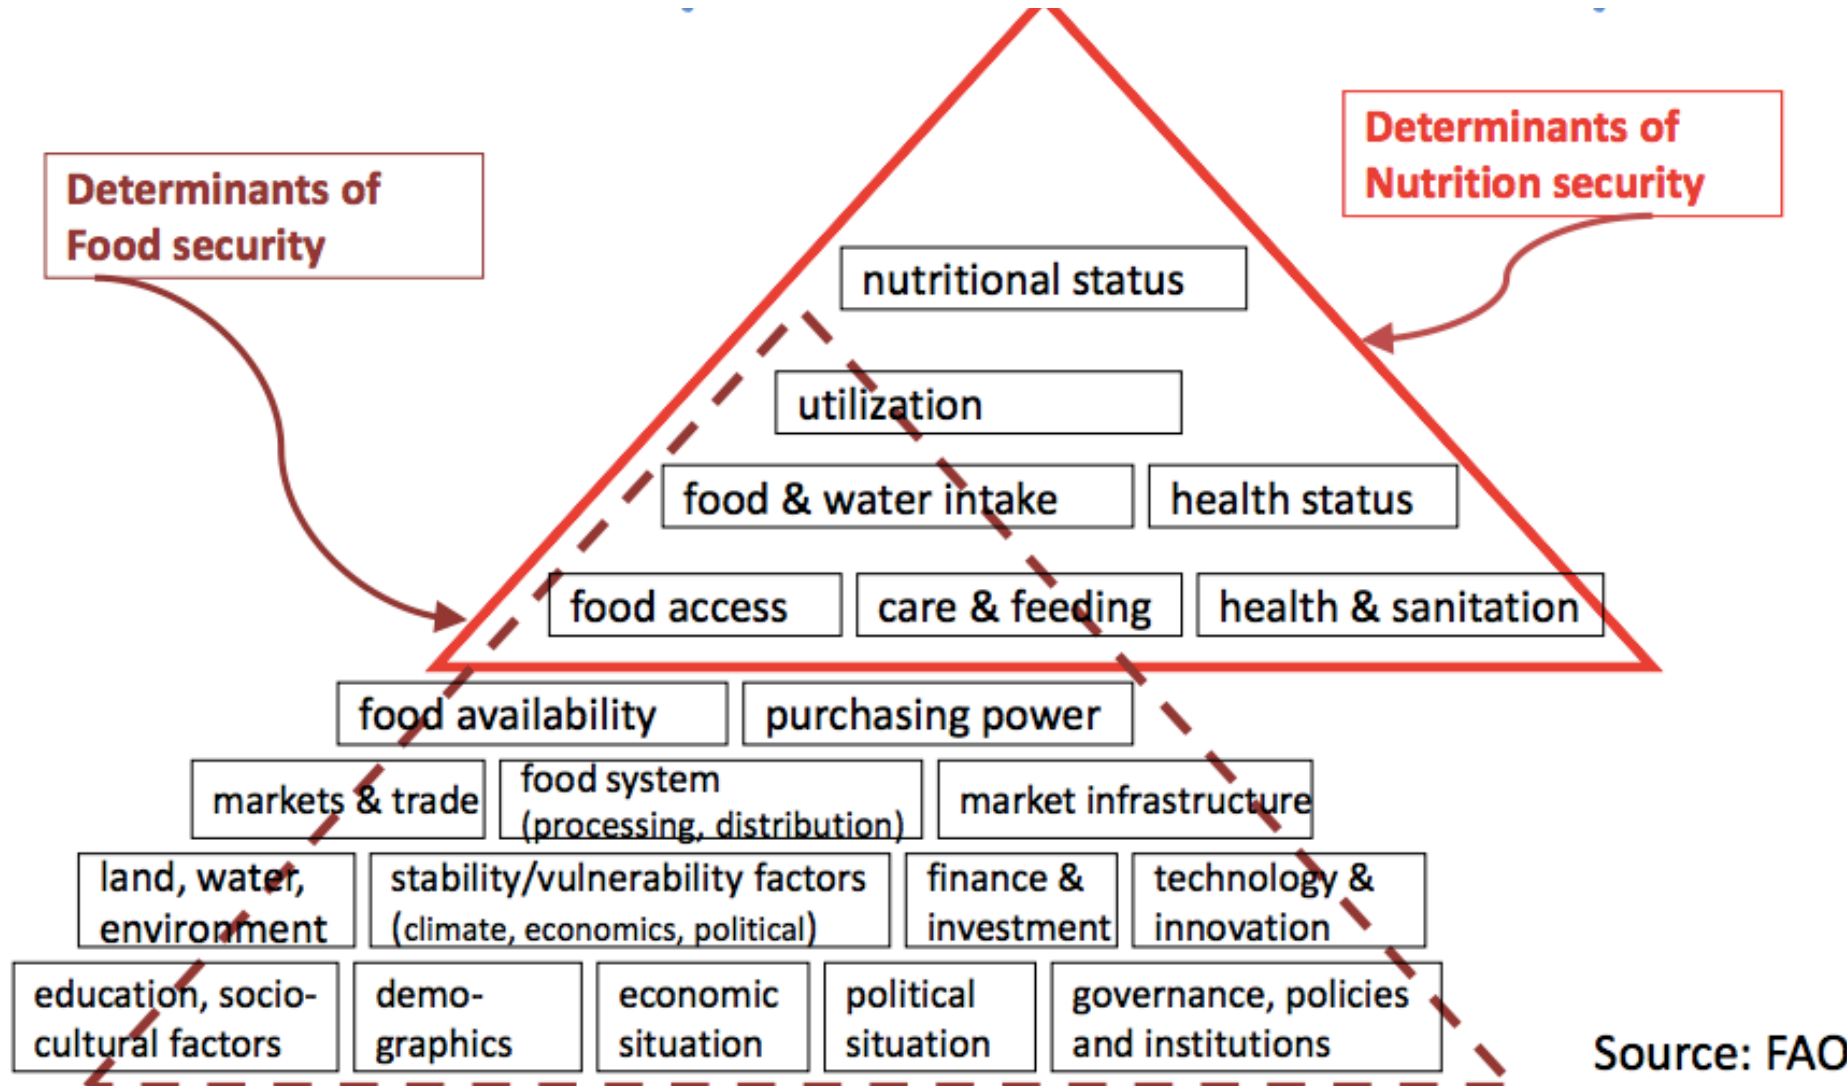 Determinants of
Nutrition security
Determinants of
Food security
nutritional status
utilization
food & water intake
health status
food access
care & feeding
health & sanitation
food availability
purchasing power
markets & trade
food system
(processing, distribution)
market infrastructure
land, water,
environment
stability/vulnerability factors
(climate, economics, political)
finance &
investment
technology &
innovation
education, socio-
cultural factors
demo-
graphics
economic
situation
political
situation
governance, policies
and institutions
Source: FAO